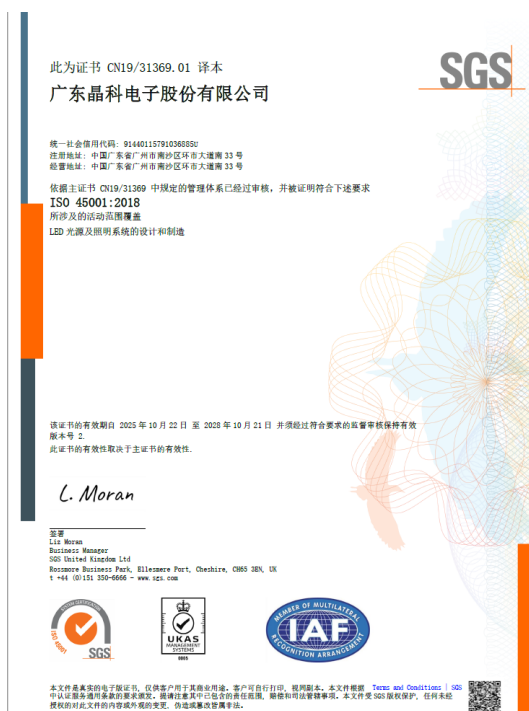 SGS
此为证书 CN19/31369.01 译本
广东晶科电子股份有限公司
统一社会信用代码: 91440115791036885U
注册地址: 中国广东省广州市南沙区环市大道南 33 号
经营地址: 中国广东省广州市南沙区环市大道南 33 号
依据主证书 CN19/31369 中规定的管理体系已经过审核, 并被证明符合下述要求
ISO 45001:2018
所涉及的活动范围覆盖
LED 光源及照明系统的设计和制造
该证书的有效期自 2025 年 10 月 22 日 至 2028 年 10 月 21 日 并须经过符合要求的监督审核保持有效
版本号 2.
此证书的有效性取决于主证书的有效性.
L. Moran
签署
Liz Moran
Business Manager
SGS United Kingdom Ltd
Rossmore Business Park, Ellesmere Port, Cheshire, CH65 3EN, UK
t +44 (0)151 350-6666 - www.sgs.com
SYSTEM CERTIFICATION
ISO 45001
SGS
UKAS
MANAGEMENT
SYSTEMS
0005
MEMBER OF MULTILATERAL
IAF
RECOGNITION ARRANGEMENT
本文件是真实的电子版证书, 仅供客户用于其商业用途。客户可自行打印, 视同副本。本文件根据 Terms and Conditions | SGS
中认证服务通用条款的要求颁发。提请注意其中已包含的责任范围, 赔偿和司法管辖事项。本文件受 SGS 版权保护, 任何未经
授权的对此文件的内容或外观的变更, 伪造或篡改皆属非法。